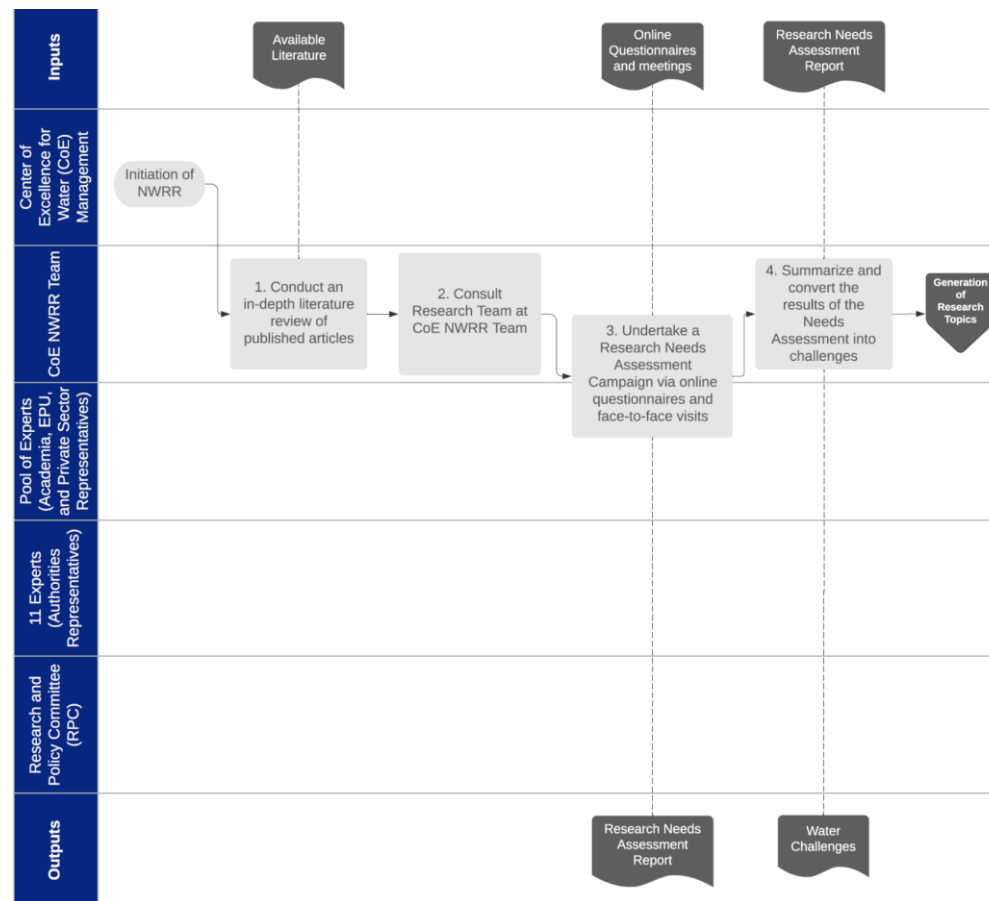 Inputs
Available
Literature
Online
Questionnaires
and meetings
Research Needs
Assessment
Report
Center of
Excellence for
Water (CoE)
Management
Initiation of
NWRR
CoE NWRR Team
1. Conduct an
in-depth literature
review of
published articles
2. Consult
Research Team at
CoE NWRR Team
3. Undertake a
Research Needs
Assessment
Campaign via online
questionnaires and
face-to-face visits
4. Summarize and
convert the
results of the
Needs
Assessment into
challenges
Generation
of
Research
Topics
Pool of Experts
(Academia, EPU,
and Private Sector
Representatives)
11 Experts
(Authorities
Representatives)
Research and
Policy Committee
(RPC)
Outputs
Research Needs
Assessment
Report
Water
Challenges